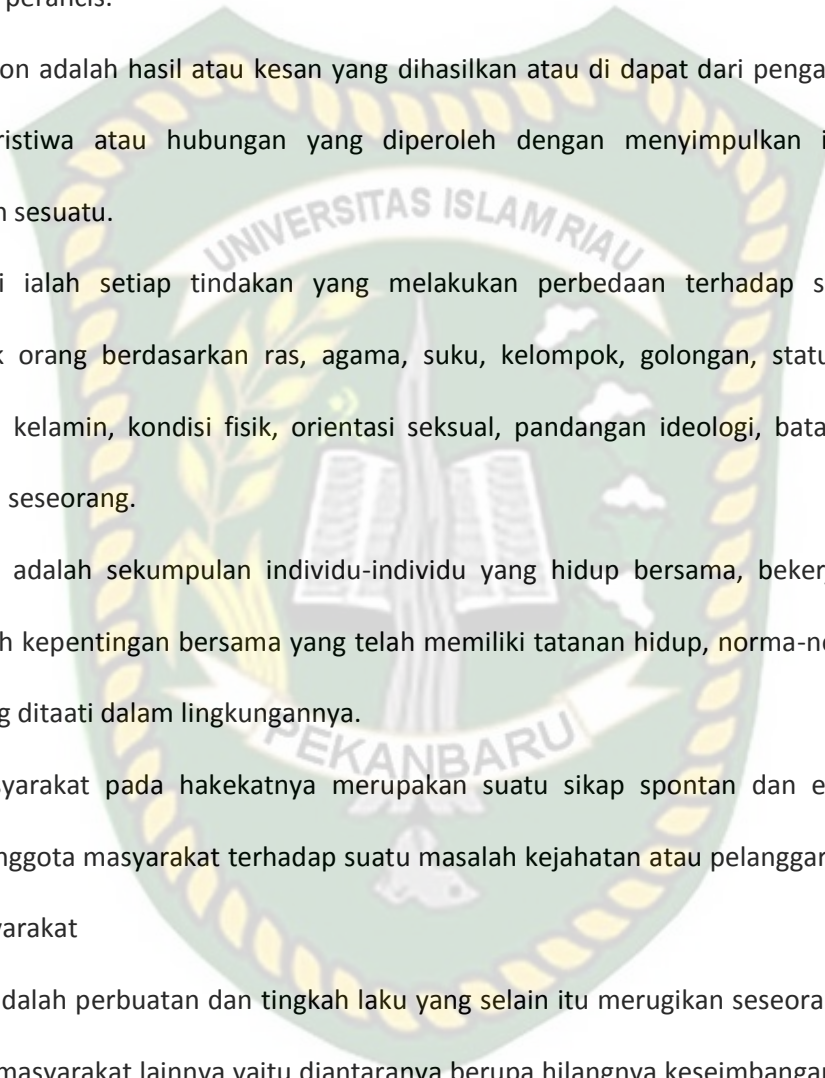 perancis.
on adalah hasil atau kesan yang dihasilkan atau di dapat dari penga
ristiwa atau hubungan yang diperoleh dengan menyimpulkan i
n sesuatu.
UNIVERSITAS ISLAM RIAU
i ialah setiap tindakan yang melakukan perbedaan terhadap s
k orang berdasarkan ras, agama, suku, kelompok, golongan, statu
kelamin, kondisi fisik, orientasi seksual, pandangan ideologi, bata
seseorang.
adalah sekumpulan individu-individu yang hidup bersama, bekerj
h kepentingan bersama yang telah memiliki tatanan hidup, norma-no
g ditaati dalam lingkungannya.
PEKANBARU
syarakat pada hakekatnya merupakan suatu sikap spontan dan e
nggota masyarakat terhadap suatu masalah kejahatan atau pelanggar
yarakat
dalah perbuatan dan tingkah laku yang selain itu merugikan seseora
masyarakat lainnya yaitu diantaranya berupa hilangnya keseimbangan